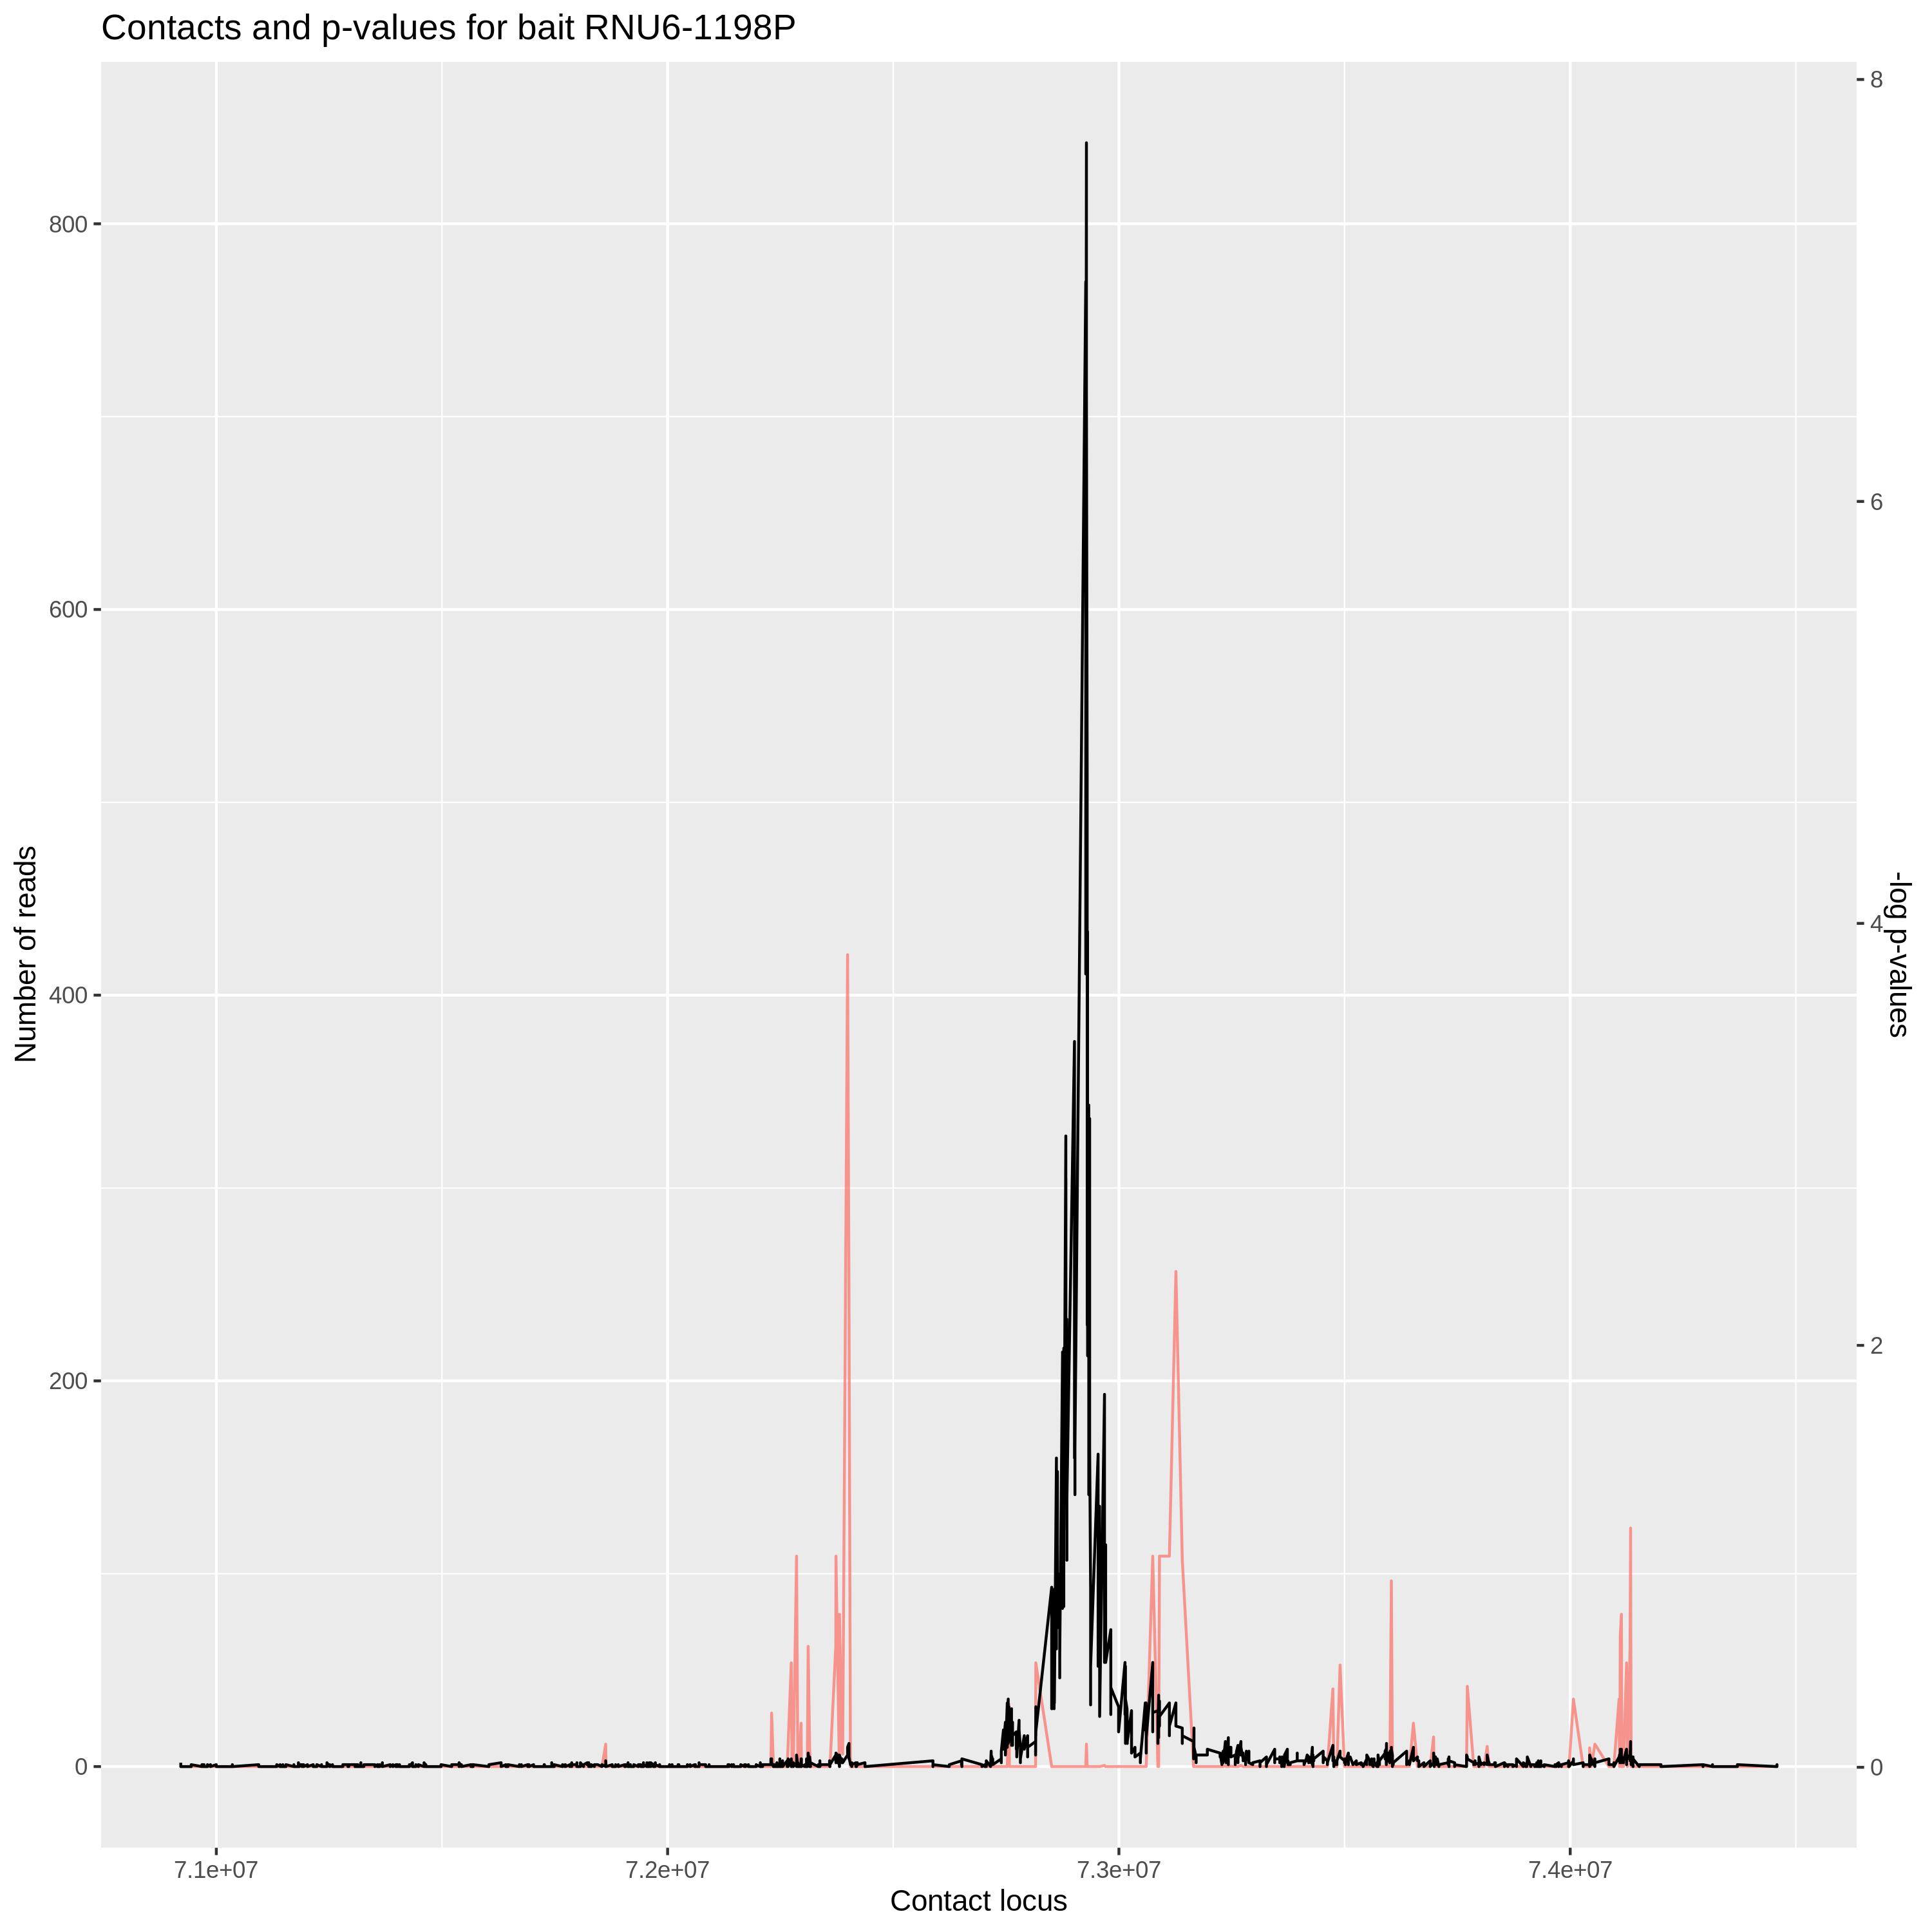 Contacts and p-values for bait RNU6-1198P
8
800
6
600
4
400
2
200
0
0
Number of reads
-log p-values
7.1e+07 7.2e+07 7.3e+07 7.4e+07
Contact locus